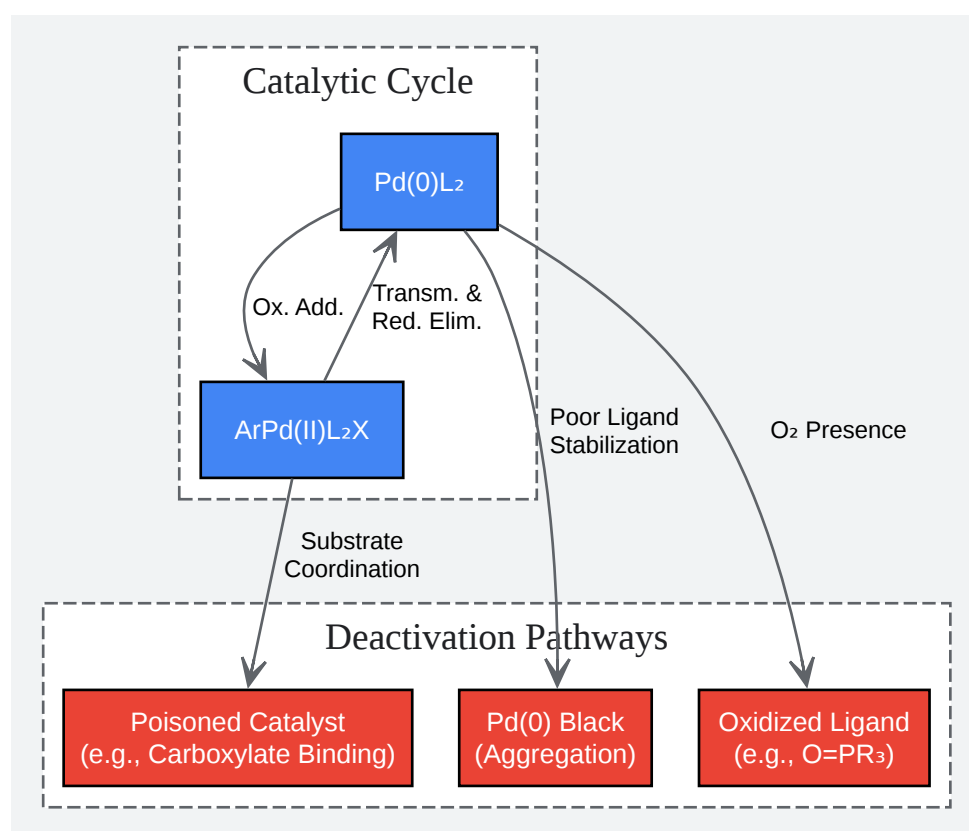 Catalytic Cycle
Pd(0)L₂
Ox. Add.
Transm. &
Red. Elim.
ArPd(II)L₂X
Poor Ligand
Stabilization
O₂ Presence
Substrate
Coordination
Deactivation Pathways
Poisoned Catalyst
(e.g., Carboxylate Binding)
Pd(0) Black
(Aggregation)
Oxidized Ligand
(e.g., O=PR₃)